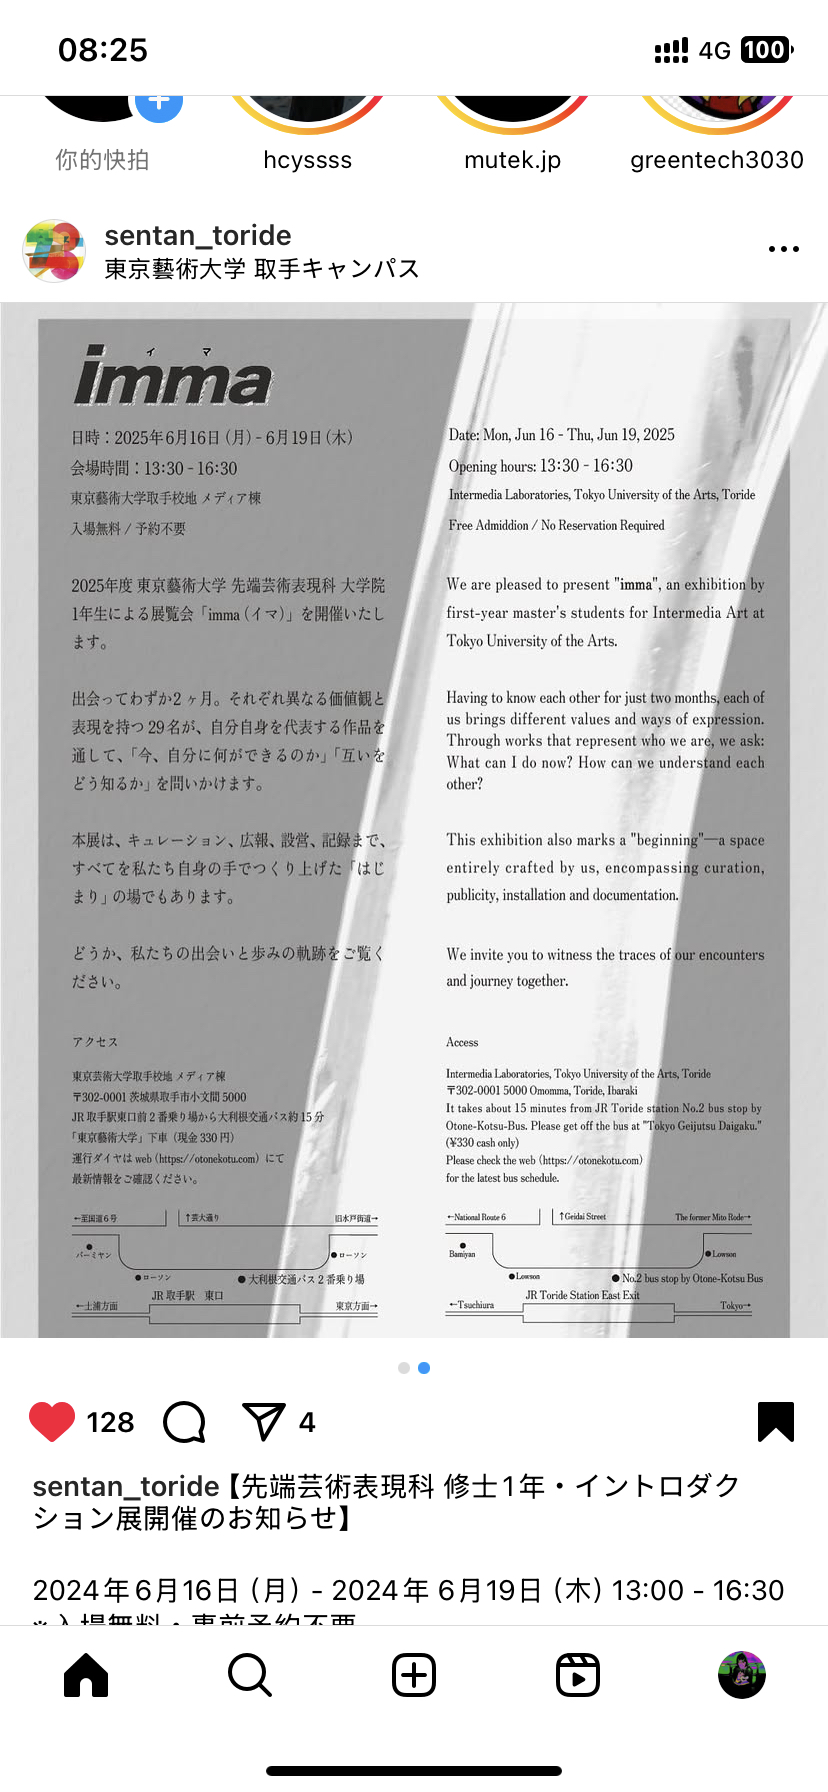 08:25
4G 100
你的快拍
hcyssss
mutek.jp
greentech3030
sentan_toride
東京藝術大学 取手キャンパス
イ マ
imma
日時：2025年6月16日 (月) - 6月19日 (木)
会場時間：13:30 - 16:30
東京藝術大学取手校地 メディア棟
入場無料 / 予約不要
2025年度 東京藝術大学 先端芸術表現科 大学院
1年生による展覧会「imma (イマ)」を開催いたし
ます。
出会ってわずか2ヶ月。それぞれ異なる価値観と
表現を持つ29名が、自分自身を代表する作品を
通して、「今、自分に何ができるのか」「互いを
どう知るか」を問いかけます。
本展は、キュレーション、広報、設営、記録まで、
すべてを私たち自身の手でつくり上げた「はじ
まり」の場でもあります。
どうか、私たちの出会いと歩みの軌跡をご覧く
ださい。
アクセス
東京芸術大学取手校地 メディア棟
〒302-0001 茨城県取手市小文間 5000
JR 取手駅東口前2番乗り場から大利根交通バス約15分
「東京藝術大学」下車（現金 330 円）
運行ダイヤは web (https://otonekotu.com) にて
最新情報をご確認ください。
←至国道6号
↑芸大通り
旧水戸街道→
バーミヤン
ローソン
ローソン
大利根交通バス2番乗り場
JR 取手駅 東口
←土浦方面
東京方面→
Date: Mon, Jun 16 - Thu, Jun 19, 2025
Opening hours: 13:30 - 16:30
Intermedia Laboratories, Tokyo University of the Arts, Toride
Free Admiddion / No Reservation Required
We are pleased to present "imma", an exhibition by
first-year master's students for Intermedia Art at
Tokyo University of the Arts.
Having to know each other for just two months, each of
us brings different values and ways of expression.
Through works that represent who we are, we ask:
What can I do now? How can we understand each
other?
This exhibition also marks a "beginning"—a space
entirely crafted by us, encompassing curation,
publicity, installation and documentation.
We invite you to witness the traces of our encounters
and journey together.
Access
Intermedia Laboratories, Tokyo University of the Arts, Toride
〒302-0001 5000 Omomma, Toride, Ibaraki
It takes about 15 minutes from JR Toride station No.2 bus stop by
Otone-Kotsu-Bus. Please get off the bus at "Tokyo Geijutsu Daigaku."
(¥330 cash only)
Please check the web (https://otonekotu.com)
for the latest bus schedule.
←National Route 6
↑Geidai Street
The former Mito Rode→
Bamiyan
Lowson
Lowson
No.2 bus stop by Otone-Kotsu Bus
JR Toride Station East Exit
←Tsuchiura
Tokyo→
128
4
sentan_toride【先端芸術表現科 修士1年・イントロダク
ション展開催のお知らせ】
2024年6月16日 (月) - 2024年 6月19日 (木) 13:00 - 16:30
※入場無料・事前予約不要